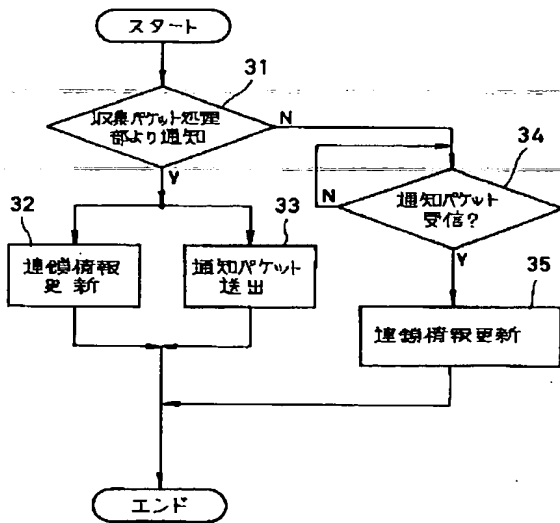 スタート
31
収集パケット処理
部より通知
N
Y
34
通知パケット
受信?
N
Y
32
連鎖情報
更新
33
通知パケット
送出
35
連鎖情報更新
エンド